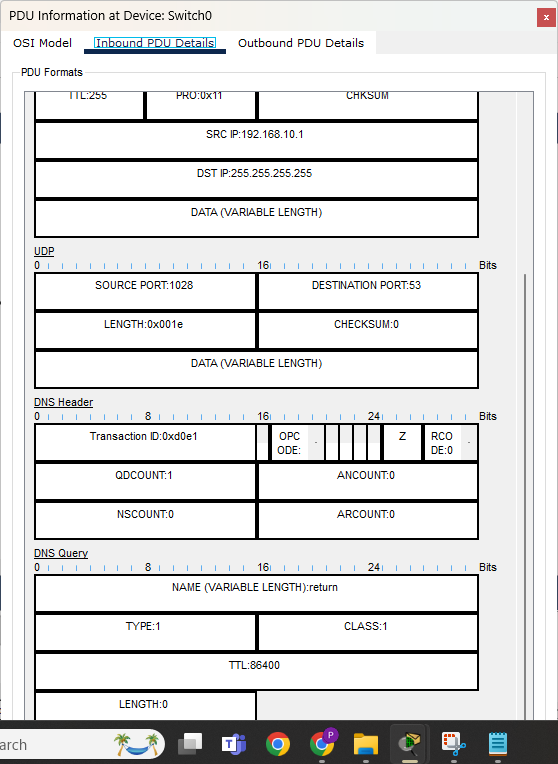 PDU Information at Device: Switch0
x
OSI Model Inbound PDU Details Outbound PDU Details
PDU Formats
TTL:255 PRO:0x11 CHKSUM
SRC IP:192.168.10.1
DST IP:255.255.255.255
DATA (VARIABLE LENGTH)
UDP
0 16 Bits
SOURCE PORT:1028 DESTINATION PORT:53
LENGTH:0x001e CHECKSUM:0
DATA (VARIABLE LENGTH)
DNS Header
0 8 16 24 Bits
Transaction ID:0xd0e1 OPC . Z RCO .
ODE: DE:0
QDCOUNT:1 ANCOUNT:0
NSCOUNT:0 ARCOUNT:0
DNS Query
0 8 16 24 Bits
NAME (VARIABLE LENGTH):return
TYPE:1 CLASS:1
TTL:86400
LENGTH:0
arch
T
P